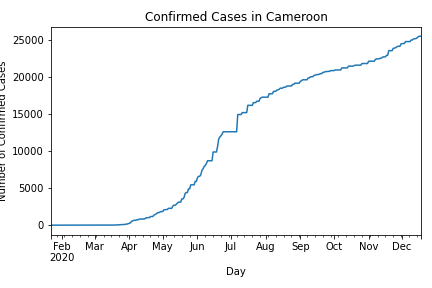 Confirmed Cases in Cameroon
25000
20000
15000
10000
5000
0
Number of Confirmed Cases
Feb Mar Apr May Jun Jul Aug Sep Oct Nov Dec
2020
Day